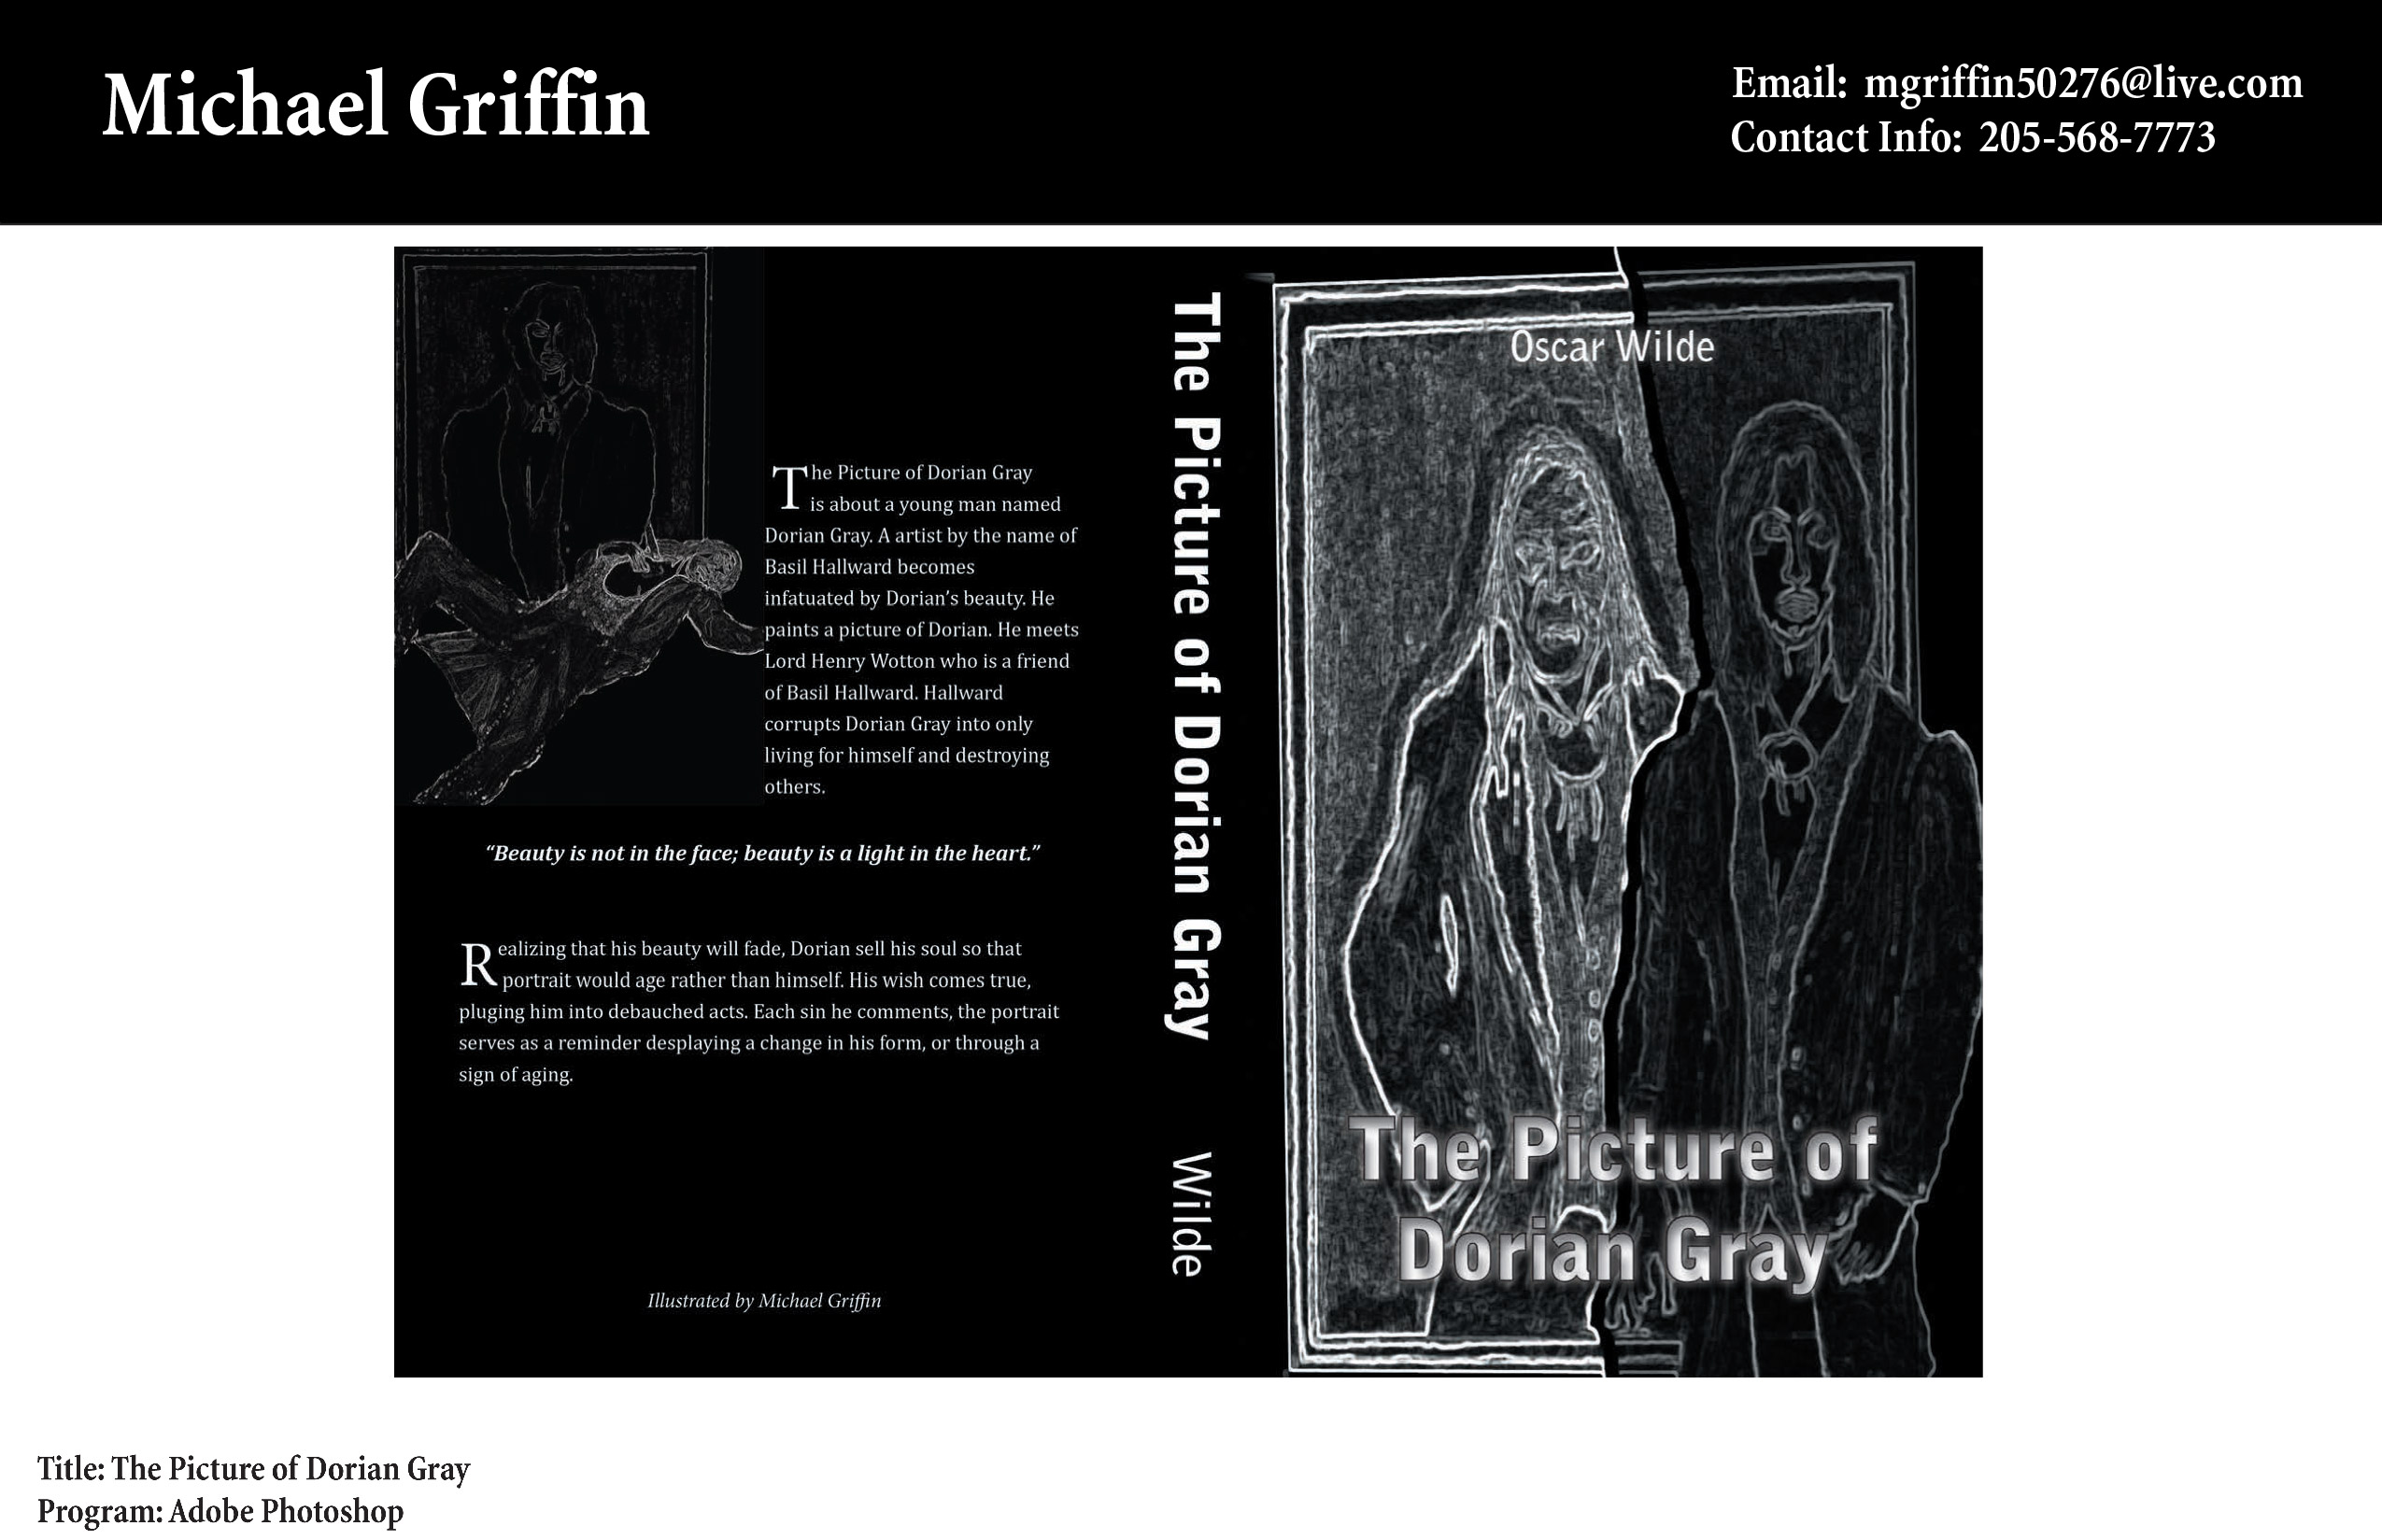 Michael Griffin
Email: mgriffin50276@live.com
Contact Info: 205-568-7773
The Picture of Dorian Gray
is about a young man named
Dorian Gray. A artist by the name of
Basil Hallward becomes
infatuated by Dorian’s beauty. He
paints a picture of Dorian. He meets
Lord Henry Wotton who is a friend
of Basil Hallward. Hallward
corrupts Dorian Gray into only
living for himself and destroying
others.
“Beauty is not in the face; beauty is a light in the heart.”
Realizing that his beauty will fade, Dorian sell his soul so that
portrait would age rather than himself. His wish comes true,
pluging him into debauched acts. Each sin he comments, the portrait
serves as a reminder desplaying a change in his form, or through a
sign of aging.
Illustrated by Michael Griffin
The Picture of Dorian Gray
Wilde
Oscar Wilde
The Picture of
Dorian Gray
Title: The Picture of Dorian Gray
Program: Adobe Photoshop